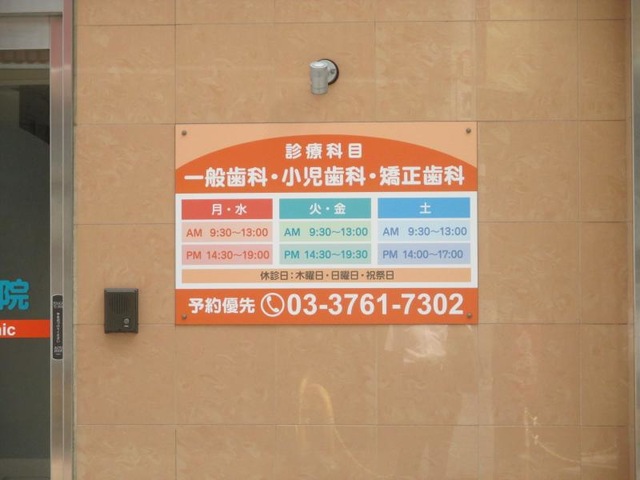 診療科目
一般歯科・小児歯科・矯正歯科
月・水 火・金 土
AM 9:30～13:00 AM 9:30～13:00 AM 9:30～13:00
PM 14:30～19:00 PM 14:30～19:30 PM 14:00～17:00
休診日：木曜日・日曜日・祝祭日
予約優先 03-3761-7302
院
nic